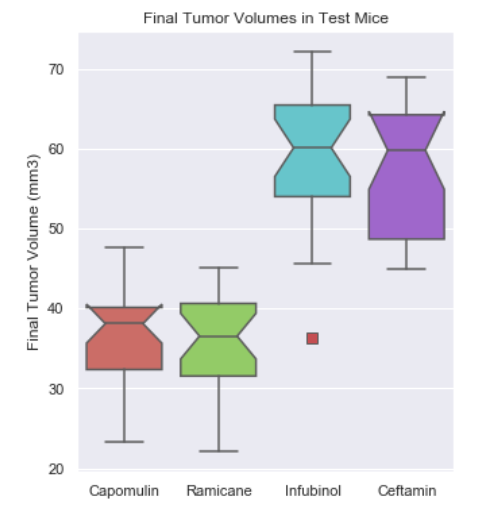 Final Tumor Volumes in Test Mice
Final Tumor Volume (mm3)
70
60
50
40
30
20
Capomulin Ramicane Infubinol Ceftamin